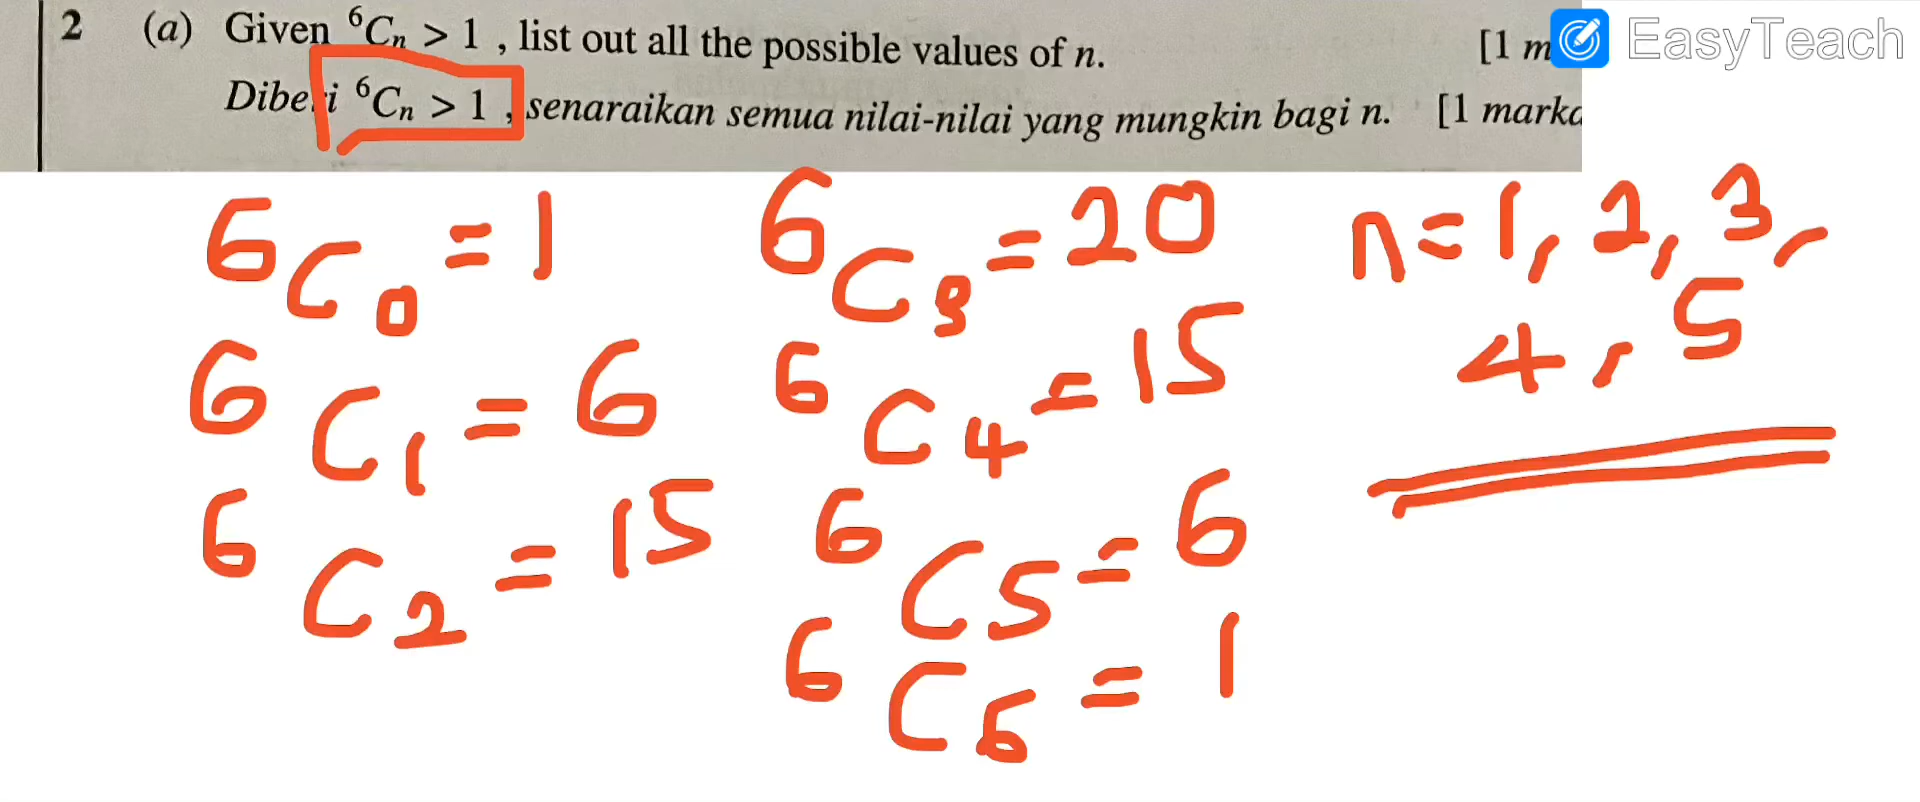 2 (a) Given ⁶Cₙ > 1 , list out all the possible values of n. [1 m
EasyTeach
Diberi ⁶Cₙ > 1 , senaraikan semua nilai-nilai yang mungkin bagi n. [1 marka
6C0 = 1
6C1 = 6
6C2 = 15
6C3 = 20
6C4 = 15
6C5 = 6
6C6 = 1
n = 1, 2, 3,
4, 5